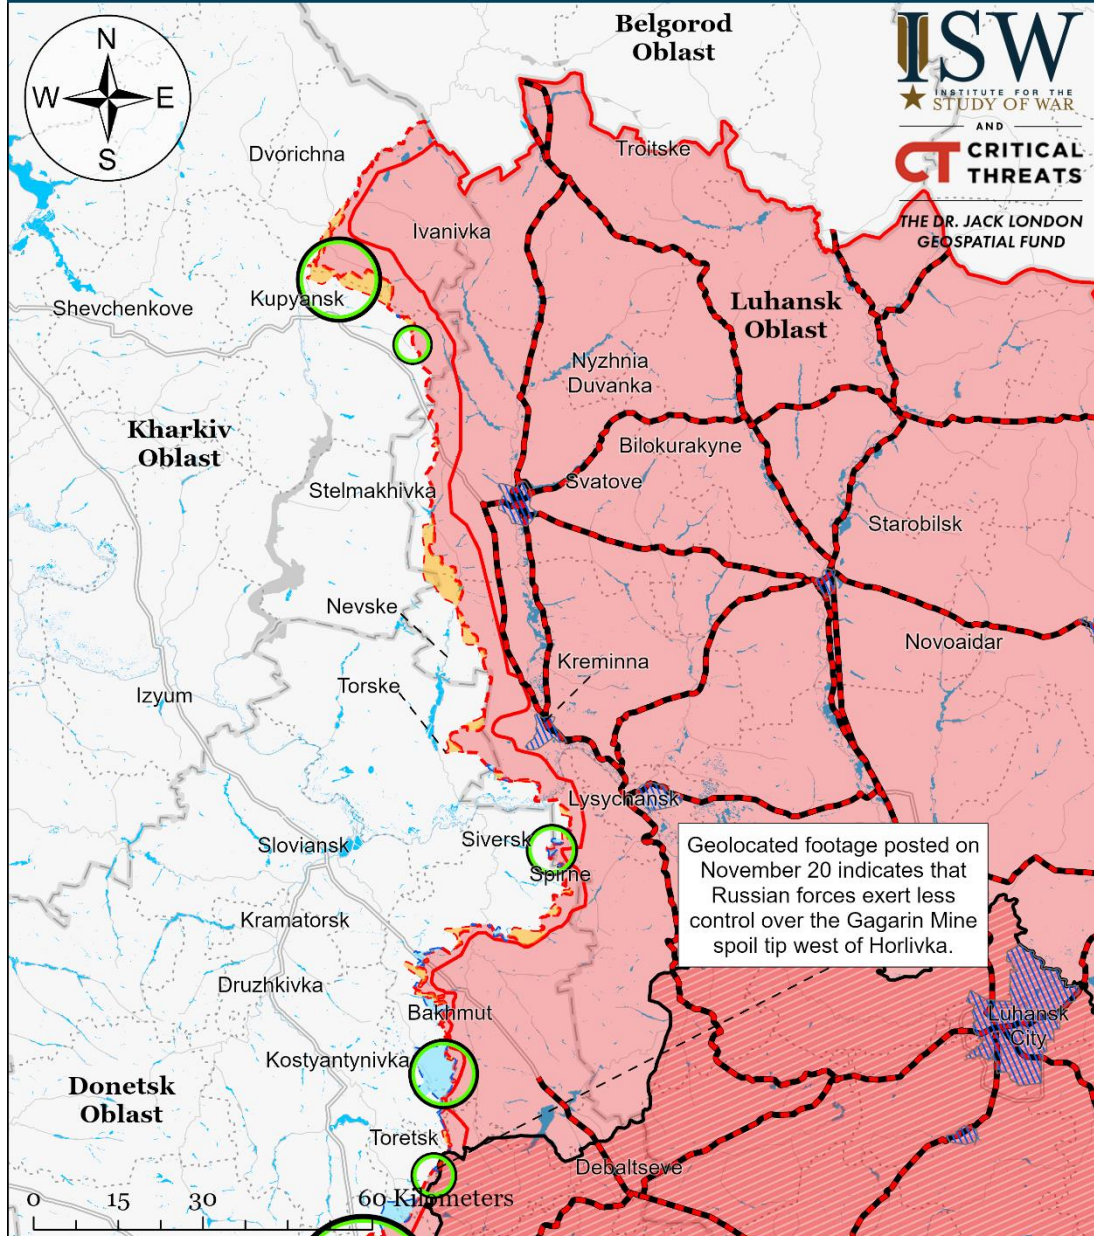 N
W
E
S
Belgorod
Oblast
ISW
INSTITUTE FOR THE
STUDY OF WAR
AND
CT CRITICAL
THREATS
THE DR. JACK LONDON
GEOSPATIAL FUND
Dvorichna
Troitske
Ivanivka
Kupyansk
Shevchenkove
Luhansk
Oblast
Nyzhnia
Duvanka
Kharkiv
Oblast
Bilokurakyne
Svatove
Stelmakhivka
Starobilsk
Nevske
Novoaidar
Kreminna
Torske
Izyum
Lysychansk
Siversk
Sloviansk
Spirne
Geolocated footage posted on
November 20 indicates that
Russian forces exert less
control over the Gagarin Mine
spoil tip west of Horlivka.
Kramatorsk
Druzhkivka
Bakhmut
Luhansk
City
Kostyantynivka
Donetsk
Oblast
Toretsk
Debaltseve
0 15 30 60 Kilometers